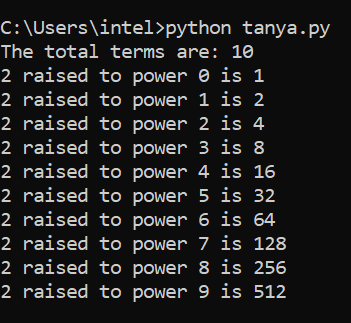 C:\Users\intel>python tanya.py
The total terms are: 10
2 raised to power 0 is 1
2 raised to power 1 is 2
2 raised to power 2 is 4
2 raised to power 3 is 8
2 raised to power 4 is 16
2 raised to power 5 is 32
2 raised to power 6 is 64
2 raised to power 7 is 128
2 raised to power 8 is 256
2 raised to power 9 is 512